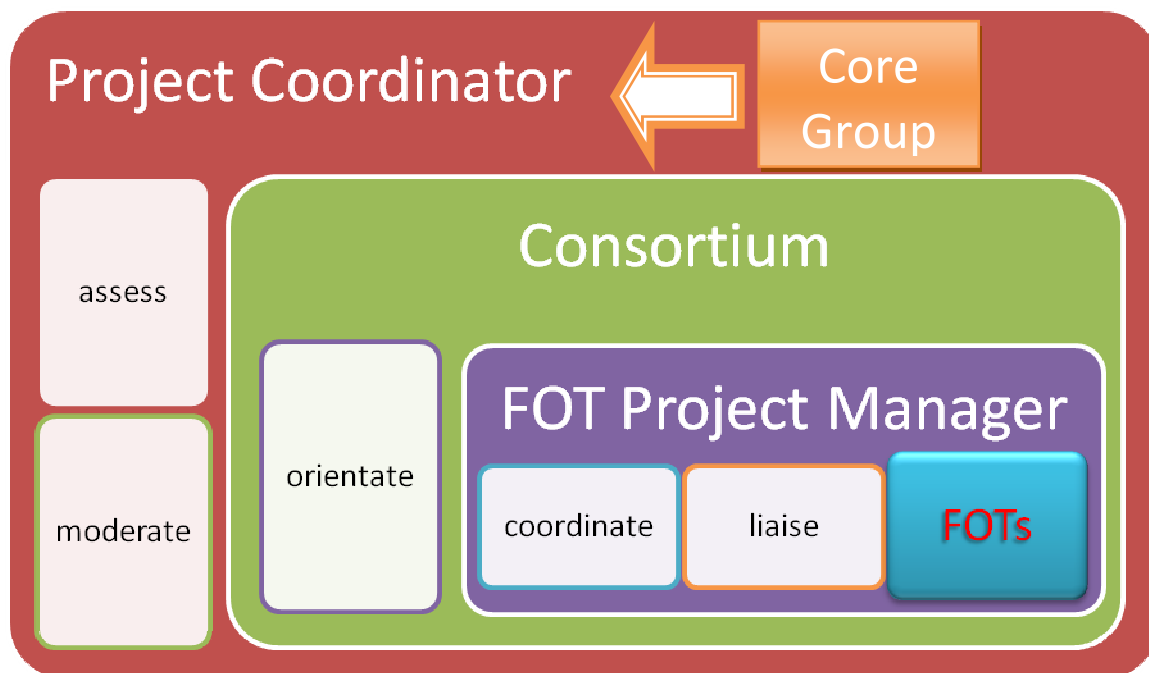 Project Coordinator
Core
Group
Consortium
assess
moderate
orientate
FOT Project Manager
coordinate
liaise
FOTs